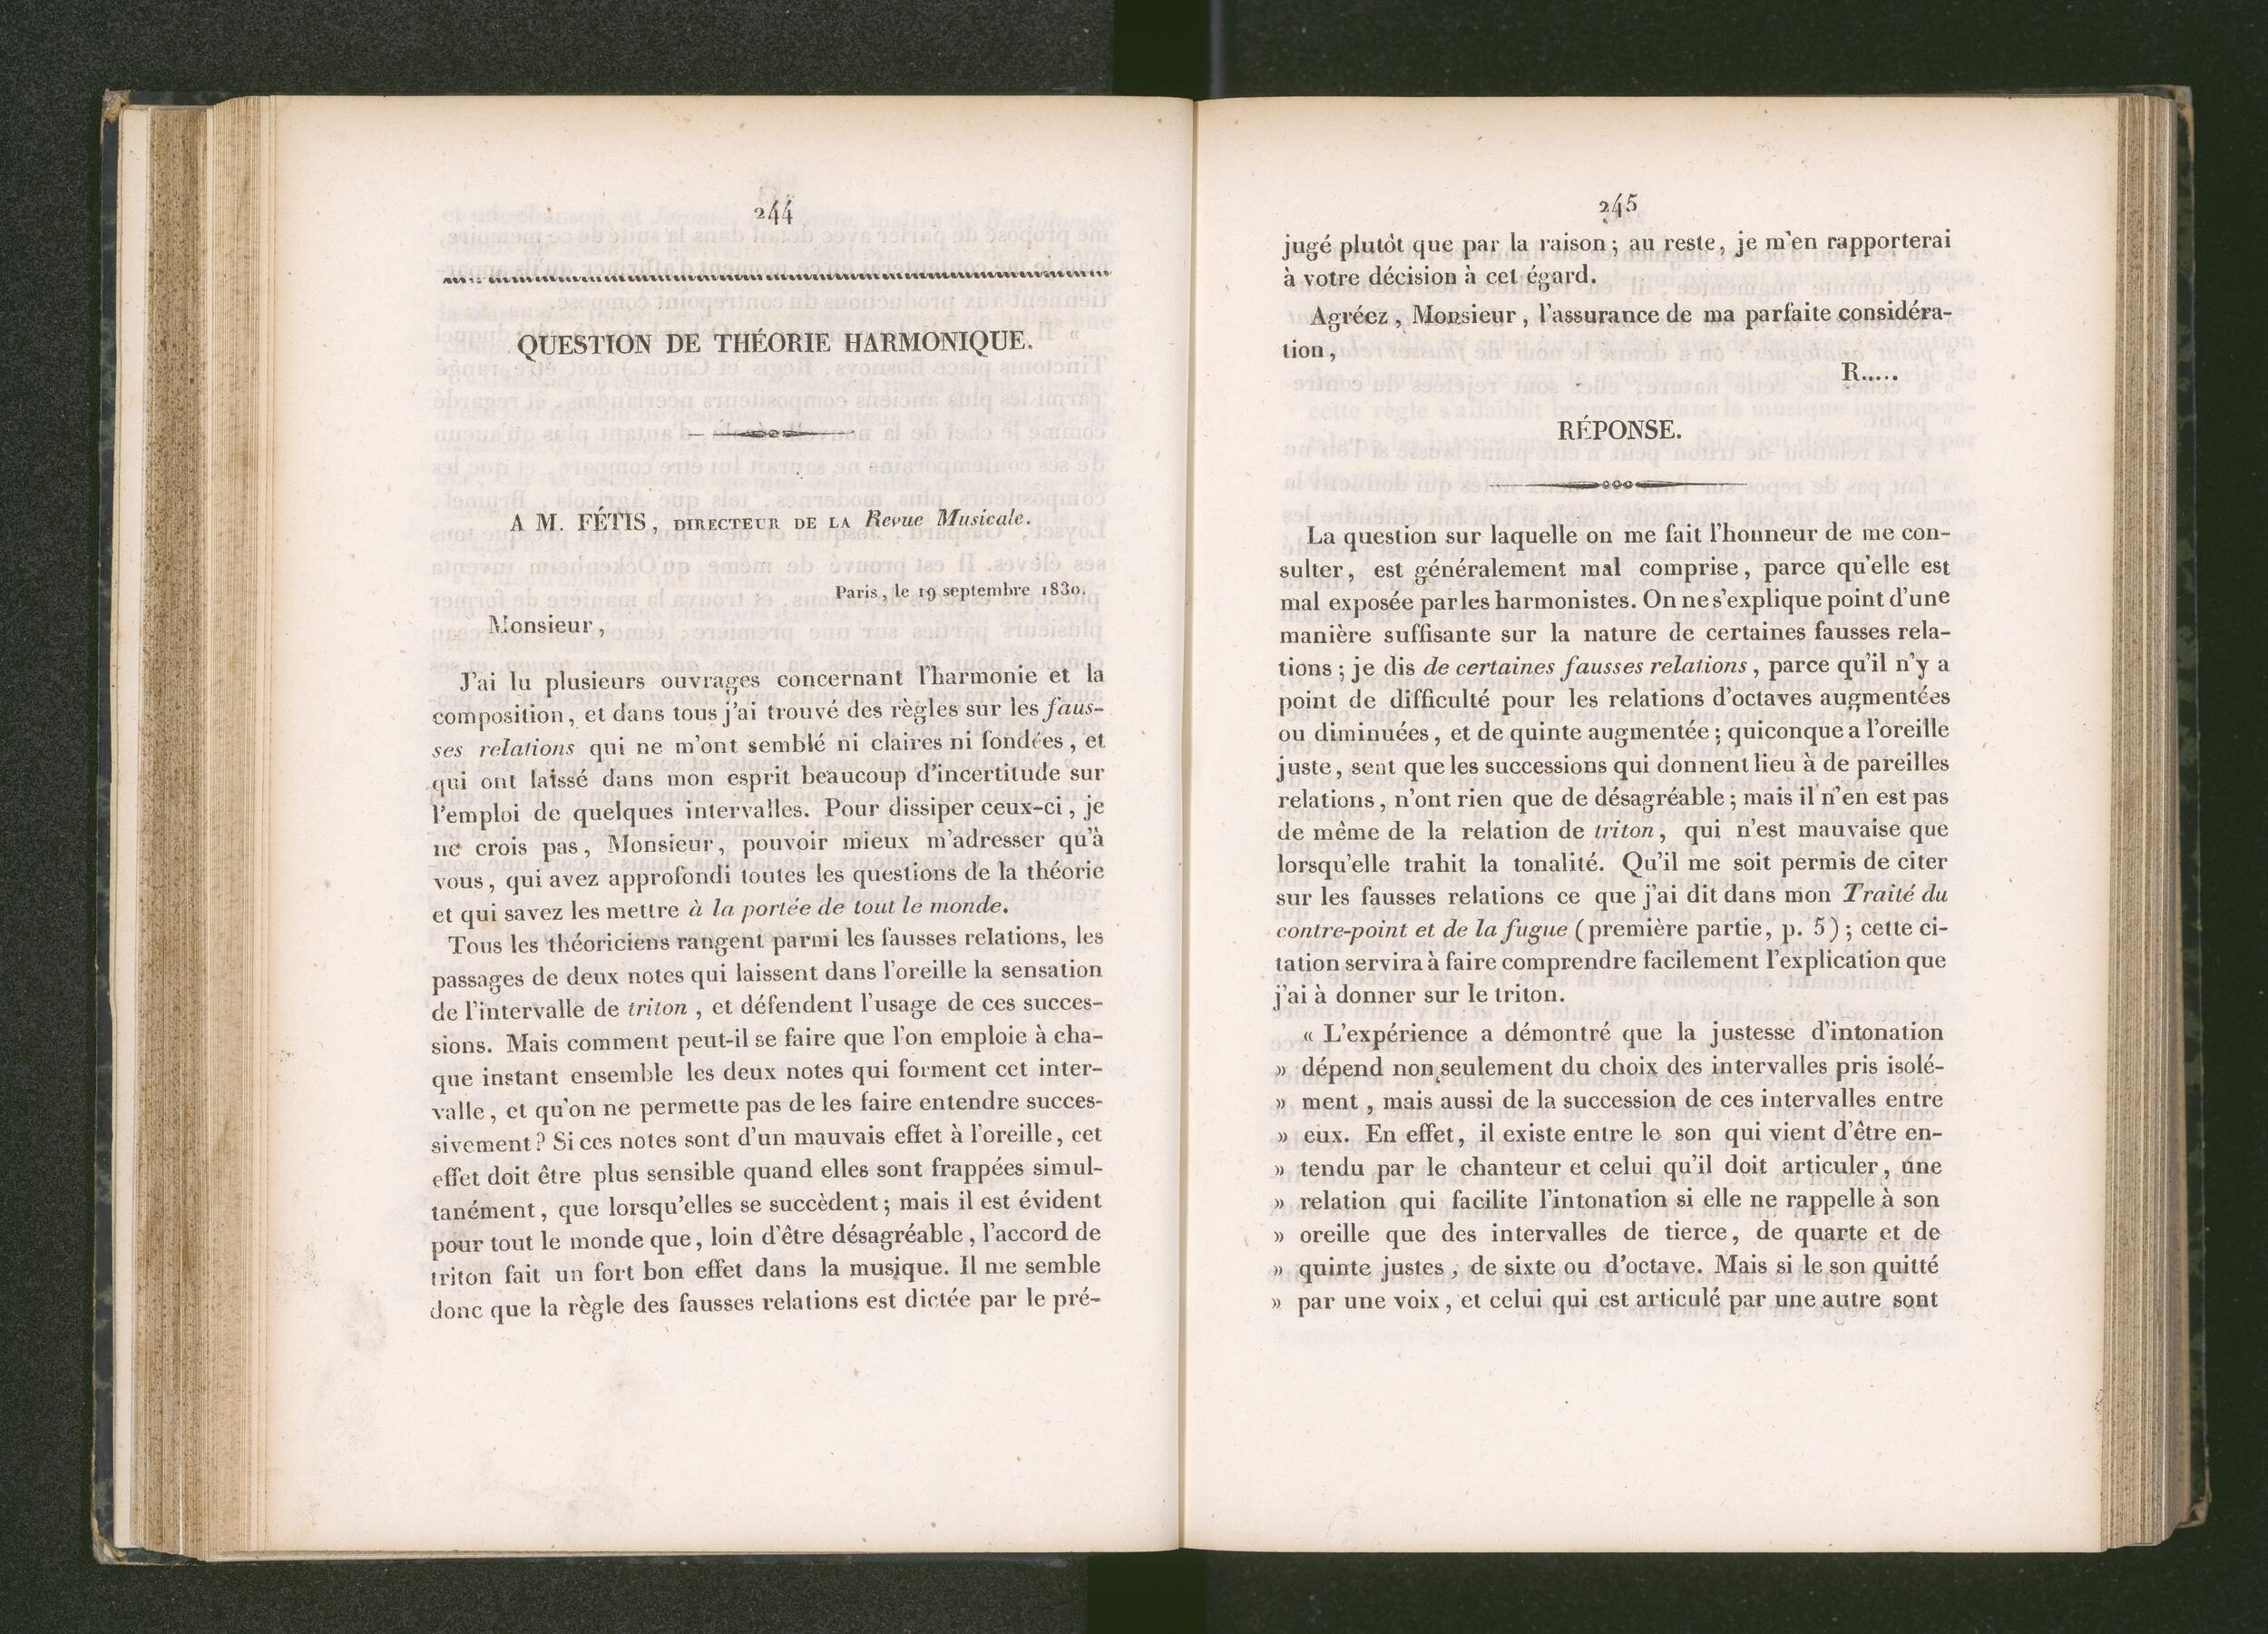 244
QUESTION DE THÉORIE HARMONIQUE.
A M. FÉTIS, DIRECTEUR DE LA Revue Musicale.
Paris, le 19 septembre 1830.
Monsieur,
J'ai lu plusieurs ouvrages concernant l'harmonie et la
composition, et dans tous j'ai trouvé des règles sur les faus-
ses relations qui ne m'ont semblé ni claires ni fondées, et
qui ont laissé dans mon esprit beaucoup d'incertitude sur
l'emploi de quelques intervalles. Pour dissiper ceux-ci, je
ne crois pas, Monsieur, pouvoir mieux m'adresser qu'à
vous, qui avez approfondi toutes les questions de la théorie
et qui savez les mettre à la portée de tout le monde.
Tous les théoriciens rangent parmi les fausses relations, les
passages de deux notes qui laissent dans l'oreille la sensation
de l'intervalle de triton, et défendent l'usage de ces succes-
sions. Mais comment peut-il se faire que l'on emploie à cha-
que instant ensemble les deux notes qui forment cet inter-
valle, et qu'on ne permette pas de les faire entendre succes-
sivement? Si ces notes sont d'un mauvais effet à l'oreille, cet
effet doit être plus sensible quand elles sont frappées simul-
tanément, que lorsqu'elles se succèdent; mais il est évident
pour tout le monde que, loin d'être désagréable, l'accord de
triton fait un fort bon effet dans la musique. Il me semble
donc que la règle des fausses relations est dictée par le pré-
245
jugé plutôt que par la raison; au reste, je m'en rapporterai
à votre décision à cet égard.
Agréez, Monsieur, l'assurance de ma parfaite considéra-
tion,
R.....
RÉPONSE.
La question sur laquelle on me fait l'honneur de me con-
sulter, est généralement mal comprise, parce qu'elle est
mal exposée par les harmonistes. On ne s'explique point d'une
manière suffisante sur la nature de certaines fausses rela-
tions; je dis de certaines fausses relations, parce qu'il n'y a
point de difficulté pour les relations d'octaves augmentées
ou diminuées, et de quinte augmentée; quiconque a l'oreille
juste, sent que les successions qui donnent lieu à de pareilles
relations, n'ont rien que de désagréable; mais il n'en est pas
de même de la relation de triton, qui n'est mauvaise que
lorsqu'elle trahit la tonalité. Qu'il me soit permis de citer
sur les fausses relations ce que j'ai dit dans mon Traité du
contre-point et de la fugue (première partie, p. 5); cette ci-
tation servira à faire comprendre facilement l'explication que
j'ai à donner sur le triton.
« L'expérience a démontré que la justesse d'intonation
» dépend non seulement du choix des intervalles pris isolé-
» ment, mais aussi de la succession de ces intervalles entre
» eux. En effet, il existe entre le son qui vient d'être en-
» tendu par le chanteur et celui qu'il doit articuler, une
» relation qui facilite l'intonation si elle ne rappelle à son
» oreille que des intervalles de tierce, de quarte et de
» quinte justes, de sixte ou d'octave. Mais si le son quitté
» par une voix, et celui qui est articulé par une autre sont